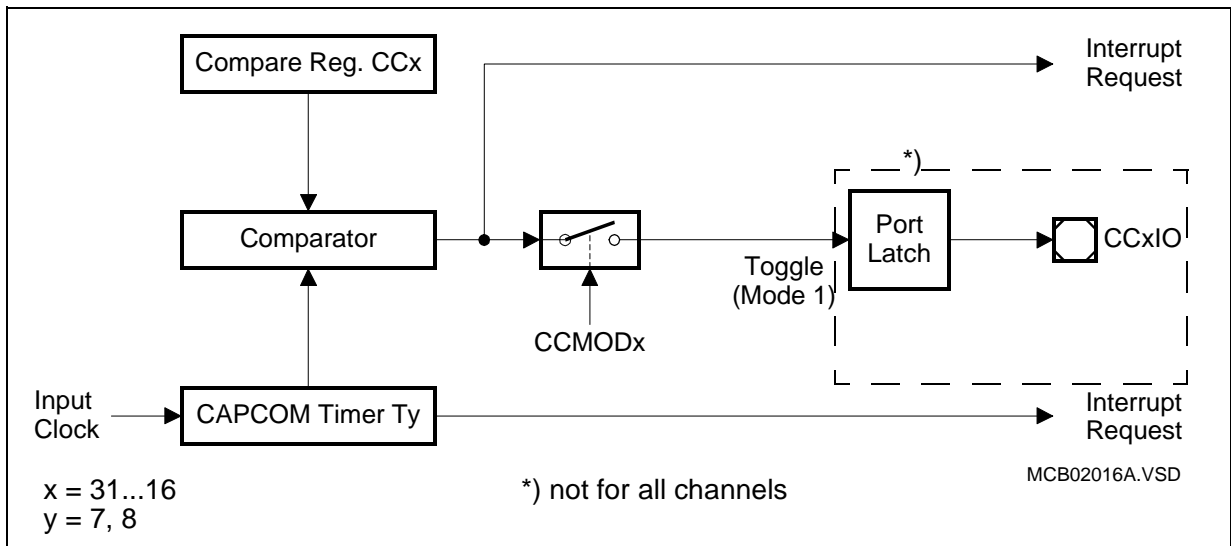 Compare Reg. CCx
Interrupt
Request
*)
Comparator
Port
Latch
CCxIO
Toggle
(Mode 1)
CCMODx
Input
Clock
CAPCOM Timer Ty
Interrupt
Request
MCB02016A.VSD
x = 31...16
y = 7, 8
*) not for all channels